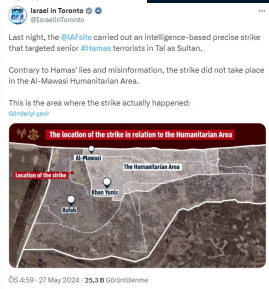 Israel in Toronto
@IsraelinToronto
Last night, the @IAFsite carried out an intelligence-based precise strike
that targeted senior #Hamas terrorists in Tal as Sultan.
Contrary to Hamas' lies and misinformation, the strike did not take place
in the Al-Mawasi Humanitarian Area.
This is the area where the strike actually happened:
Gönderiyi çevir
The location of the strike in relation to the Humanitarian Area
Al-Mawasi
The Humanitarian Area
Location of the strike
Khan Yunis
Rafah
ÖS 4:59 · 27 May 2024 · 25,3 B Görüntülenme